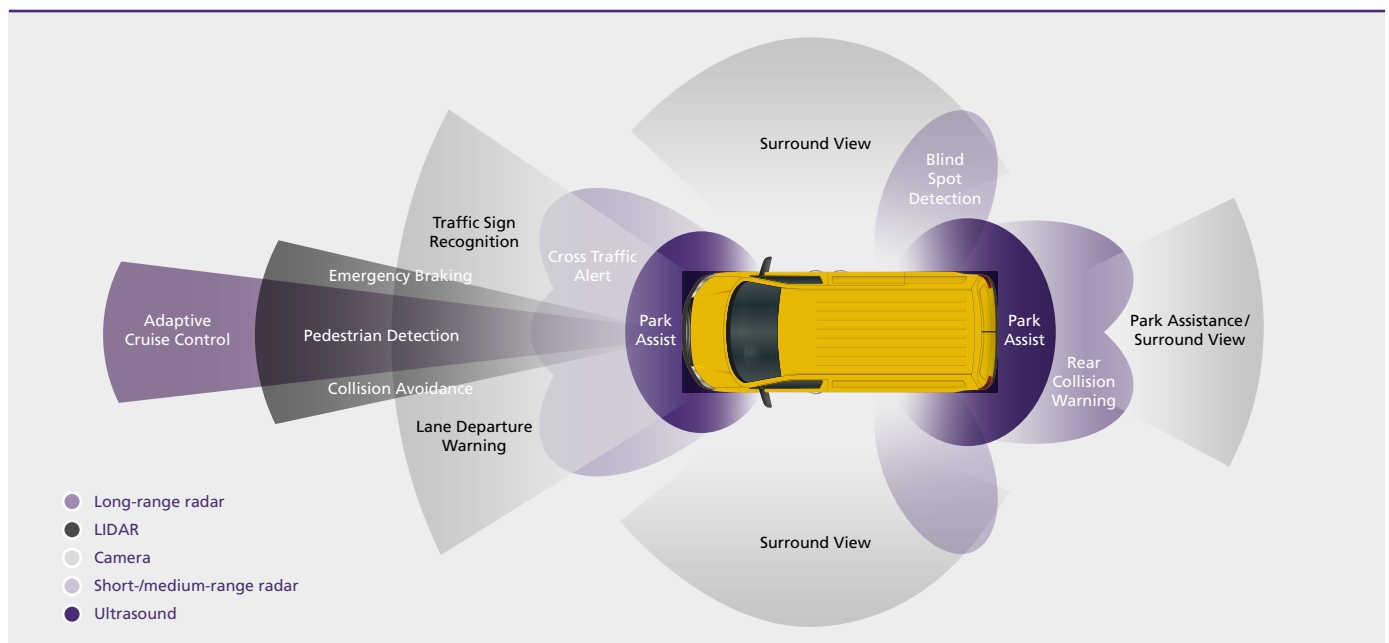 Surround View
Blind
Spot
Detection
Traffic Sign
Recognition
Cross Traffic
Alert
Emergency Braking
Adaptive
Cruise Control
Pedestrian Detection
Park
Assist
Park
Assist
Park Assistance/
Surround View
Rear
Collision
Warning
Collision Avoidance
Lane Departure
Warning
Surround View
Long-range radar
LIDAR
Camera
Short-/medium-range radar
Ultrasound